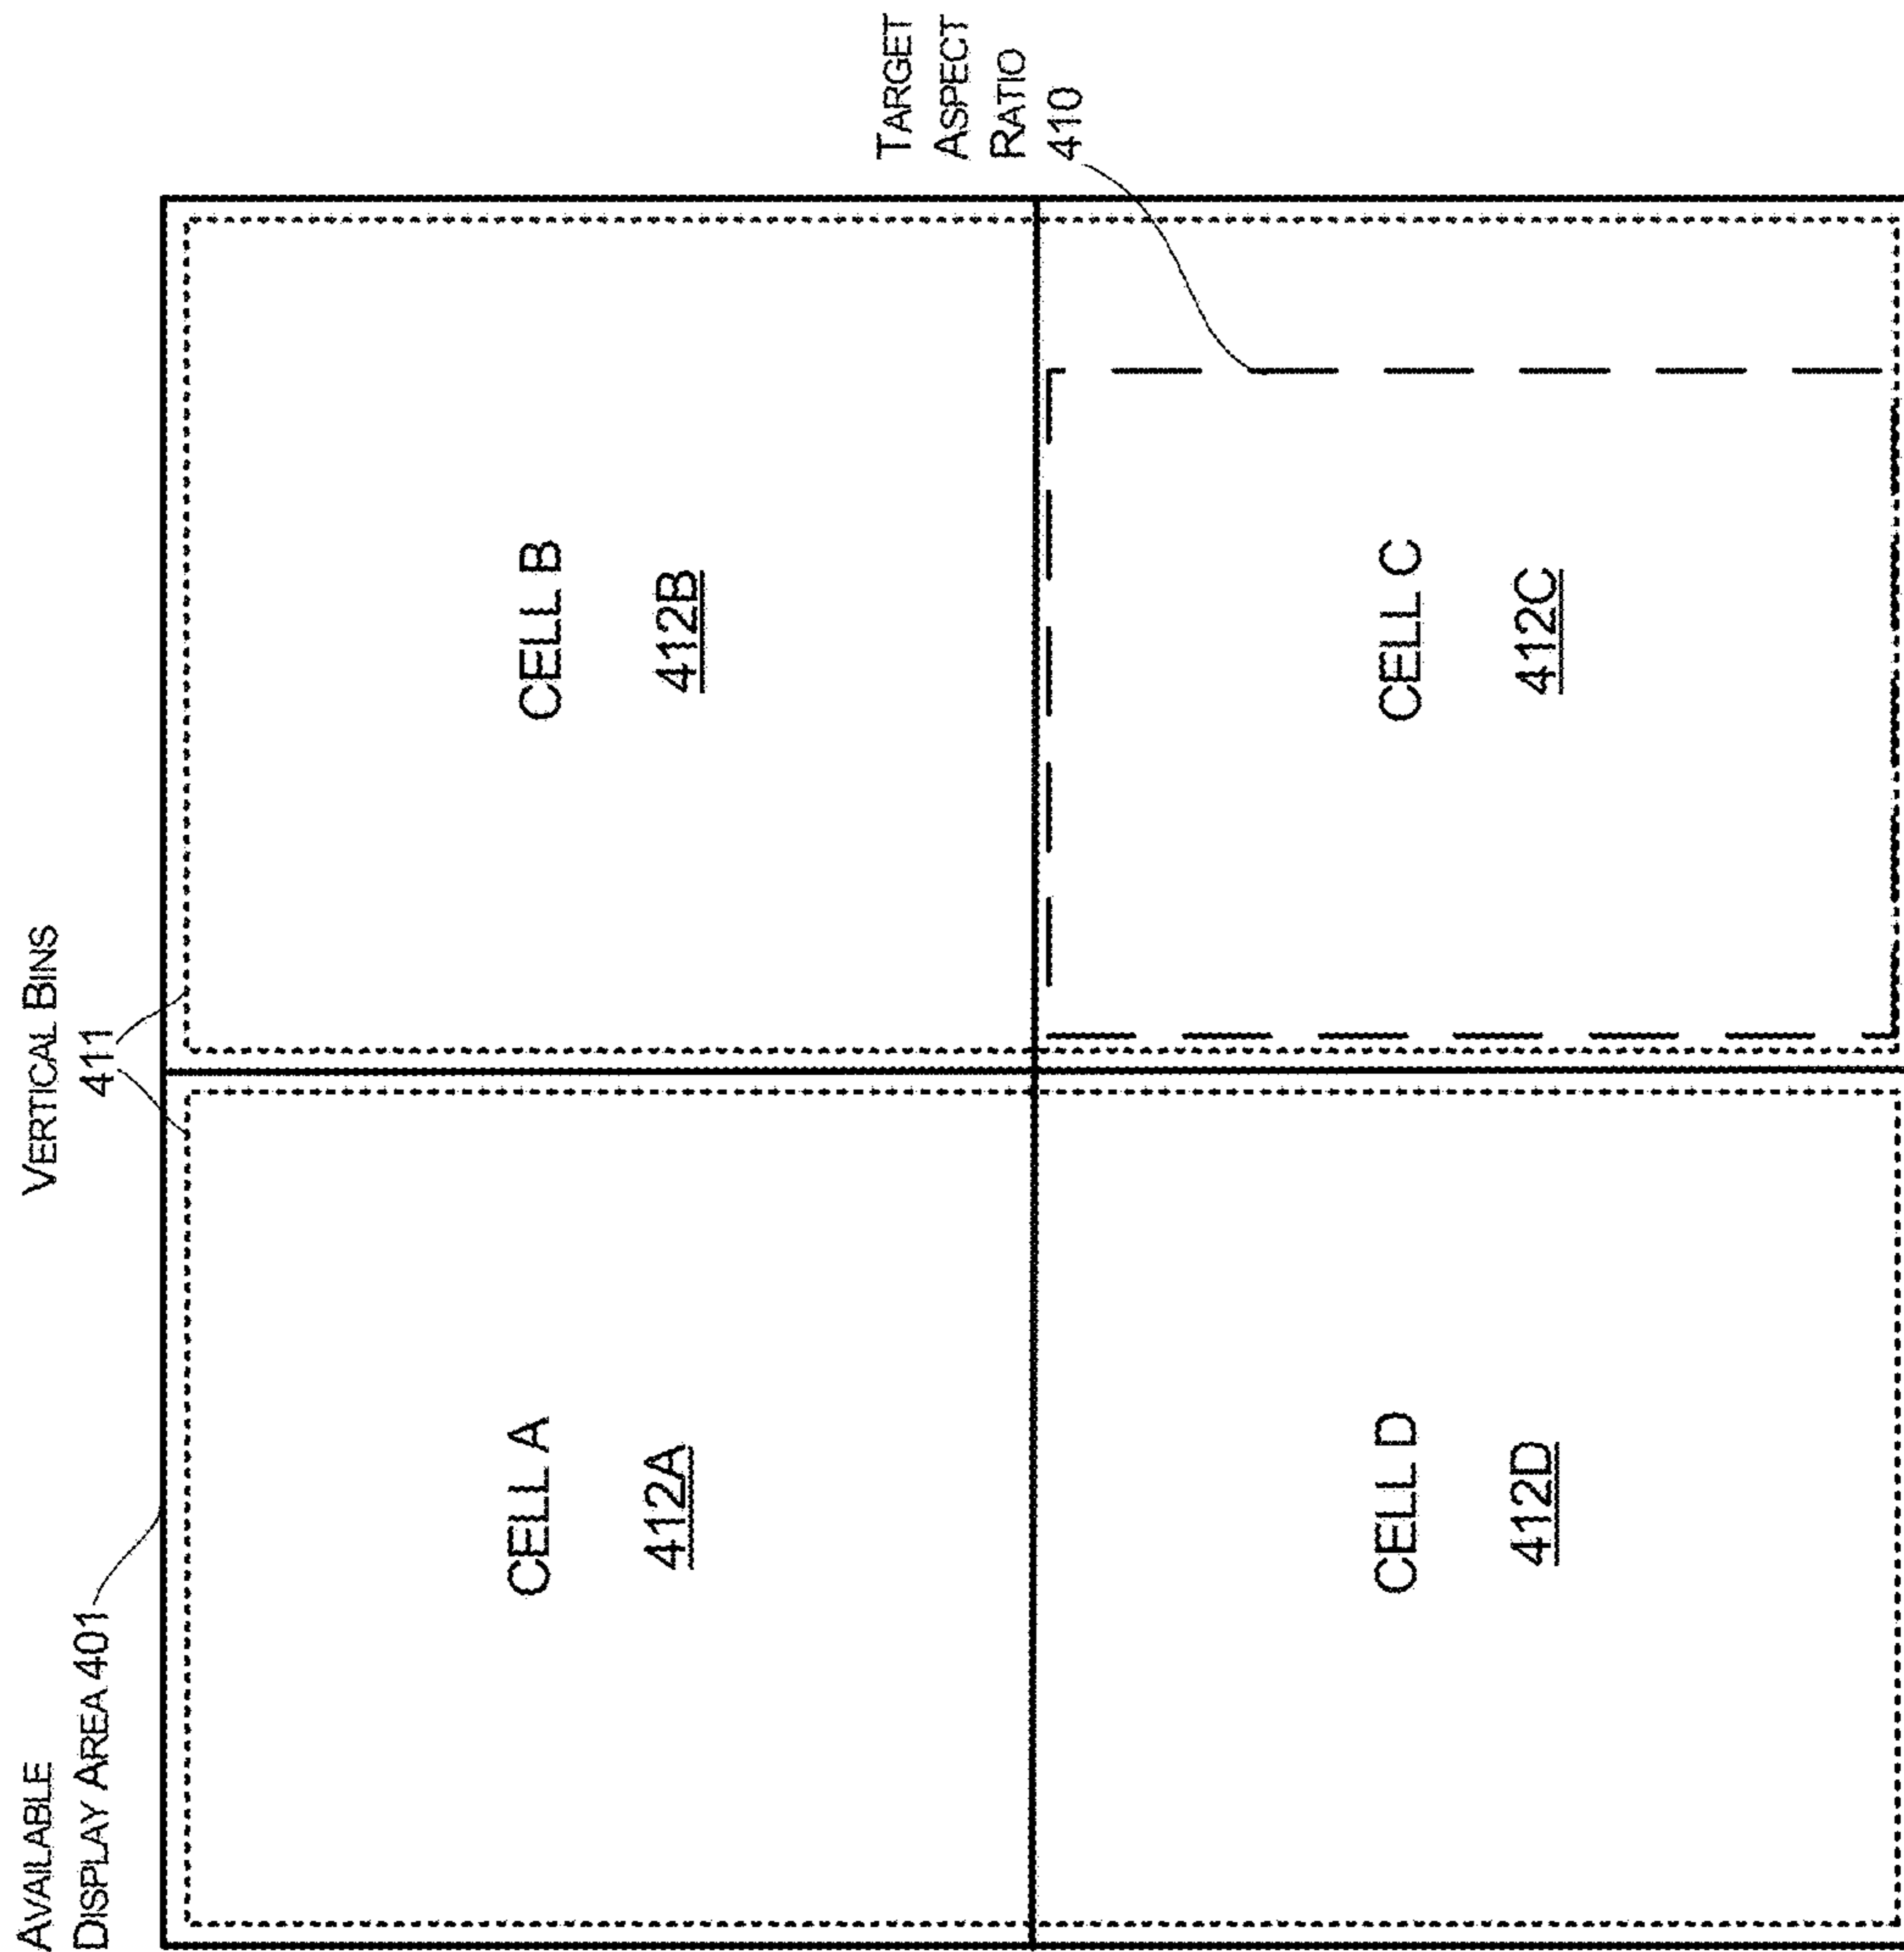 AVAILABLE
DISPLAY AREA 401
VERTICAL BINS
411
CELL A
412A
CELL B
412B
TARGET
ASPECT
RATIO
410
CELL D
412D
CELL C
412C